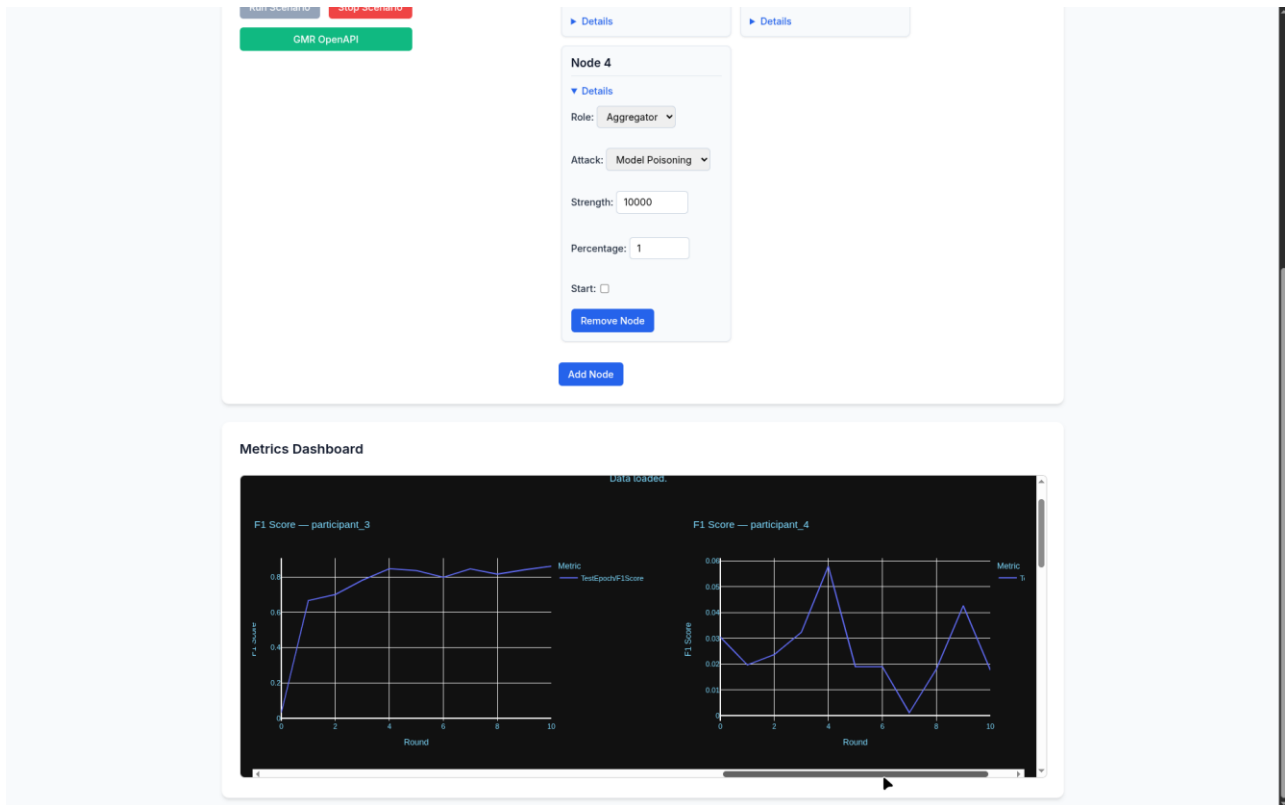 Run Scenario
Stop Scenario
GMR OpenAPI
▶ Details
▶ Details
Node 4
▼ Details
Role: Aggregator
Attack: Model Poisoning
Strength: 10000
Percentage: 1
Start:
Remove Node
Add Node
Metrics Dashboard
Data loaded.
F1 Score — participant_3
F1 Score
0.8
0.6
0.4
0.2
0
0 2 4 6 8 10
Round
Metric
TestEpoch/F1Score
F1 Score — participant_4
F1 Score
0.06
0.05
0.04
0.03
0.02
0.01
0
0 2 4 6 8 10
Round
Metric